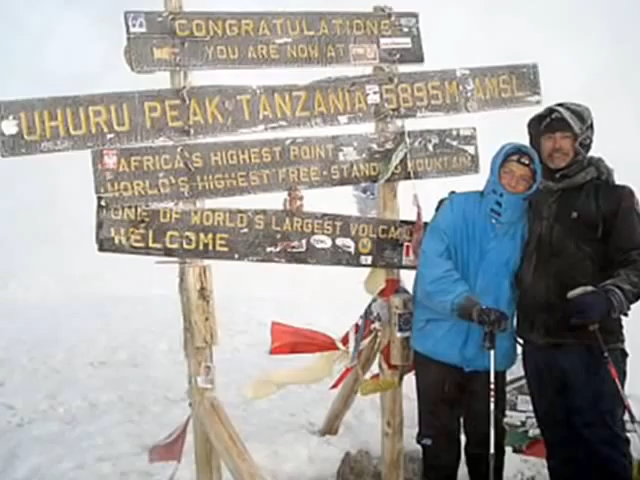 CONGRATULATIONS
YOU ARE NOW AT
UHURU PEAK, TANZANIA, 5895M AMSL.
AFRICA'S HIGHEST POINT
WORLD'S HIGHEST FREE-STANDING MOUNTAIN
ONE OF WORLD'S LARGEST VOLCA
WELCOME